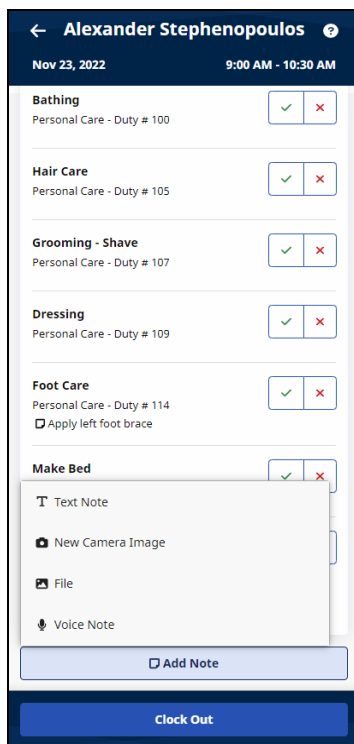 Alexander Stephenopoulos
Nov 23, 2022 9:00 AM - 10:30 AM
Bathing
Personal Care - Duty # 100
Hair Care
Personal Care - Duty # 105
Grooming - Shave
Personal Care - Duty # 107
Dressing
Personal Care - Duty # 109
Foot Care
Personal Care - Duty # 114
Apply left foot brace
Make Bed
Text Note
New Camera Image
File
Voice Note
Add Note
Clock Out